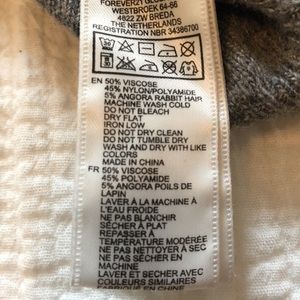 FOREVER21
WESTBROEK 64-66
4822 ZW BREDA
THE NETHERLANDS
REGISTRATION NBR 34386700
EN 50% VISCOSE
45% NYLON/POLYAMIDE
5% ANGORA RABBIT HAIR
MACHINE WASH COLD
DO NOT BLEACH
DRY FLAT
IRON LOW
DO NOT DRY CLEAN
DO NOT TUMBLE DRY
WASH AND DRY WITH LIKE
COLORS
MADE IN CHINA
FR 50% VISCOSE
45% POLYAMIDE
5% ANGORA POILS DE
LAPIN
LAVER À LA MACHINE À
L'EAU FROIDE
NE PAS BLANCHIR
SÉCHER À PLAT
REPASSER À
TEMPÉRATURE MODÉRÉE
NE PAS NETTOYER À SEC
NE PAS SÉCHER EN
MACHINE
LAVER ET SECHER AVEC
COULEURS SIMILAIRES
FABRIQUÉ EN CHINE